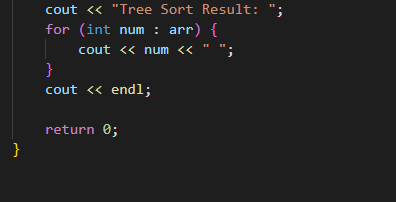 cout << "Tree Sort Result: ";
for (int num : arr) {
cout << num << " ";
}
cout << endl;
return 0;
}